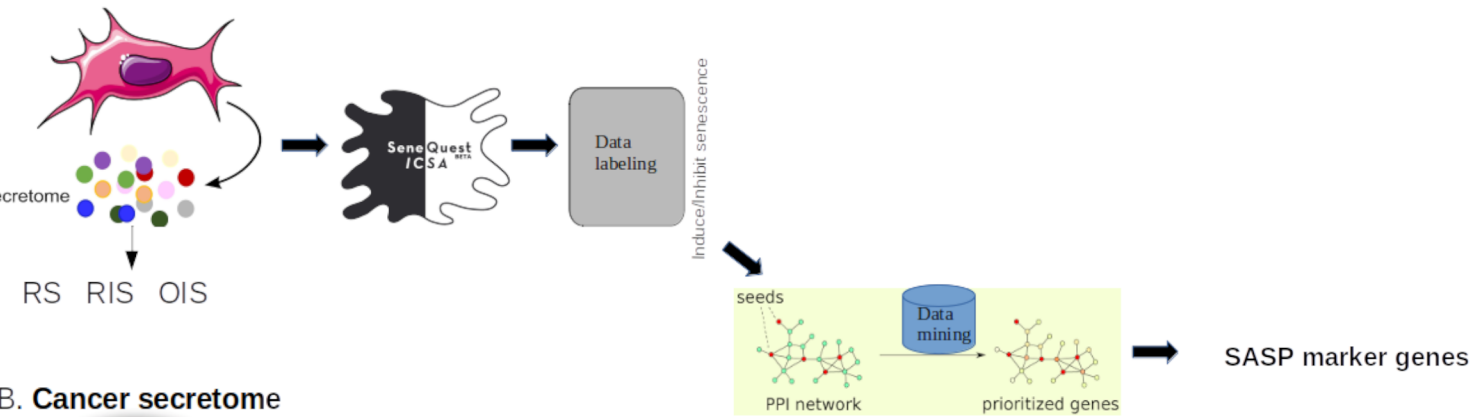 ecretome
RS RIS OIS
SeneQuest
ICSA BETA
Data
labeling
Induce/Inhibit senescence
seeds
Data
mining
PPI network
prioritized genes
SASP marker genes
B. Cancer secretome